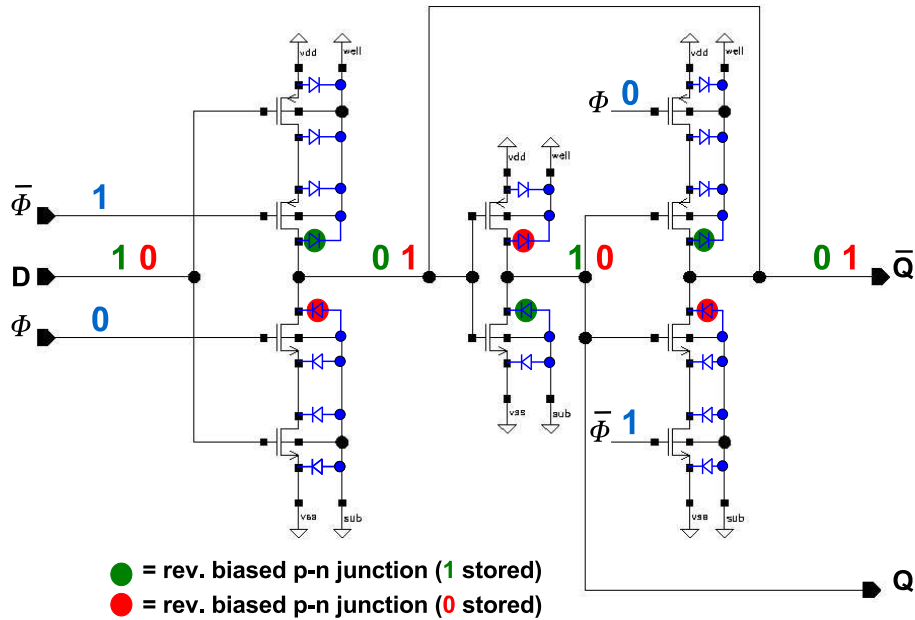 vdd well
vdd well
Φ 0
vdd well
Φ̅ 1
D 1 0
0 1
1 0
0 1 Q̅
Φ 0
vss sub
Φ̅ 1
vss sub
vss sub
= rev. biased p-n junction (1 stored)
= rev. biased p-n junction (0 stored)
Q